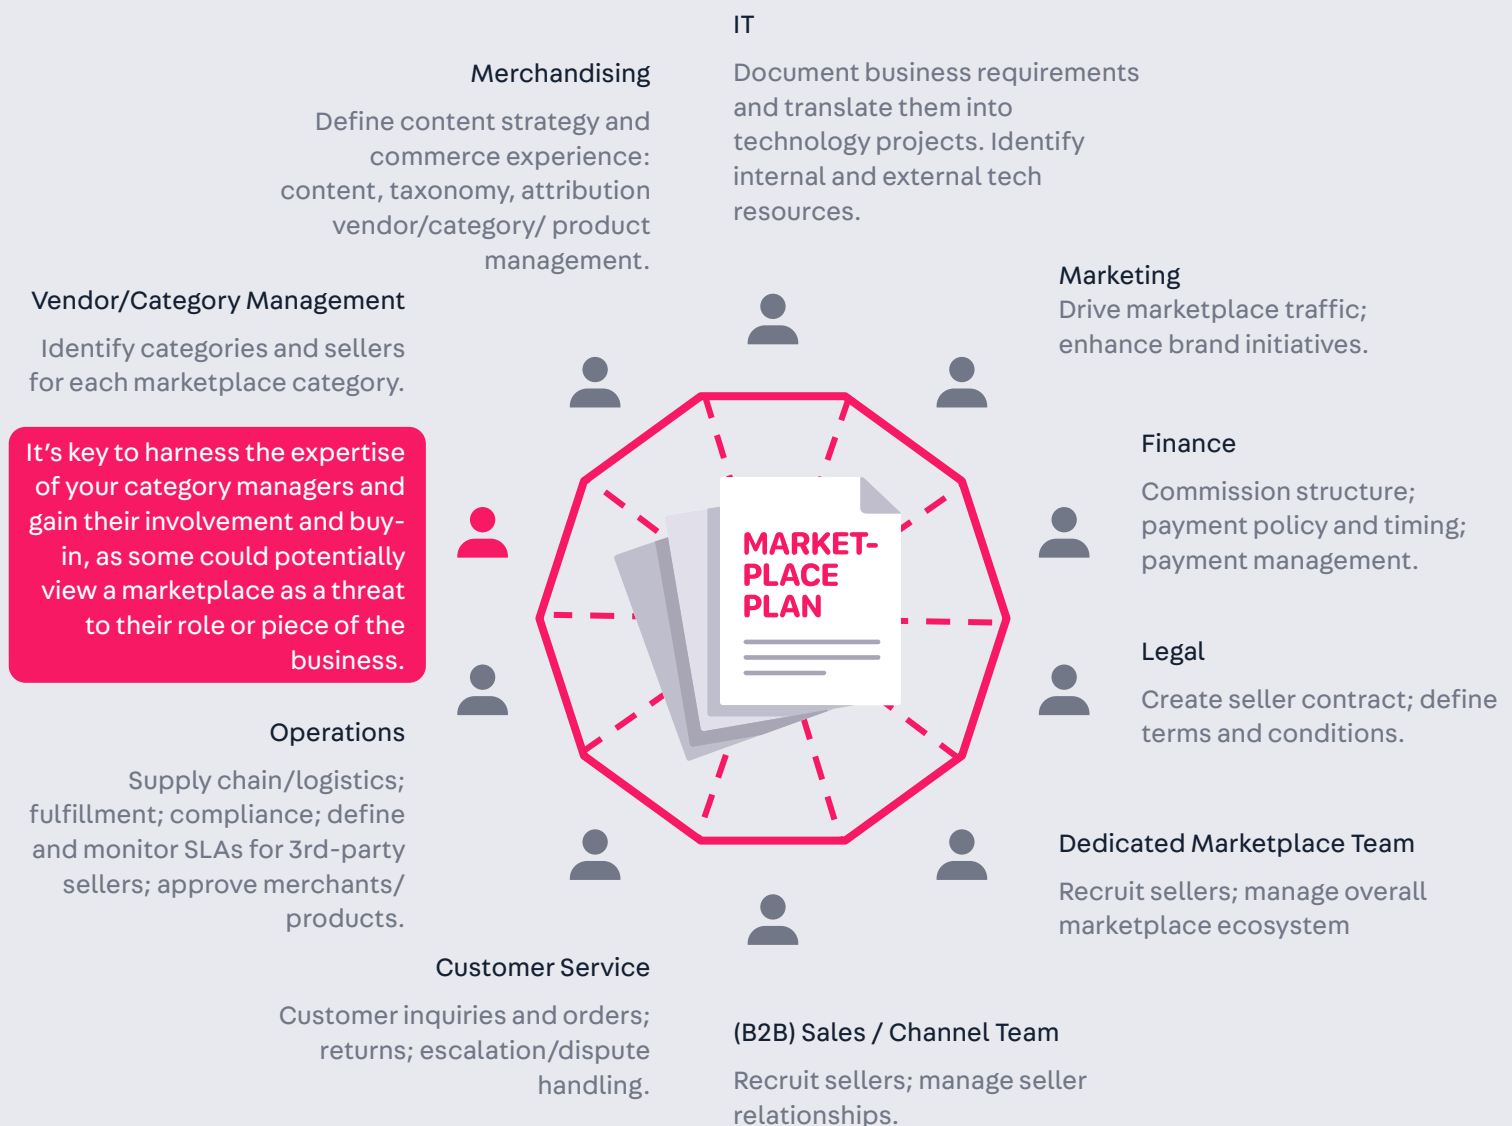 IT
Document business requirements
and translate them into
technology projects. Identify
internal and external tech
resources.
Merchandising
Define content strategy and
commerce experience:
content, taxonomy, attribution
vendor/category/ product
management.
Marketing
Drive marketplace traffic;
enhance brand initiatives.
Vendor/Category Management
Identify categories and sellers
for each marketplace category.
It's key to harness the expertise
of your category managers and
gain their involvement and buy-
in, as some could potentially
view a marketplace as a threat
to their role or piece of the
business.
Finance
Commission structure;
payment policy and timing;
payment management.
MARKET-
PLACE
PLAN
Legal
Create seller contract; define
terms and conditions.
Operations
Supply chain/logistics;
fulfillment; compliance; define
and monitor SLAs for 3rd-party
sellers; approve merchants/
products.
Dedicated Marketplace Team
Recruit sellers; manage overall
marketplace ecosystem
Customer Service
Customer inquiries and orders;
returns; escalation/dispute
handling.
(B2B) Sales / Channel Team
Recruit sellers; manage seller
relationships.